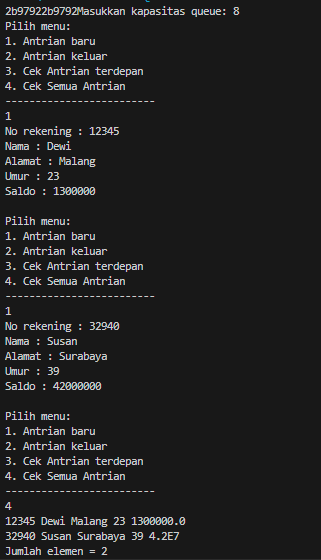 2b97922b9792Masukkan kapasitas queue: 8
Pilih menu:
1. Antrian baru
2. Antrian keluar
3. Cek Antrian terdepan
4. Cek Semua Antrian
-------------------------
1
No rekening : 12345
Nama : Dewi
Alamat : Malang
Umur : 23
Saldo : 1300000

Pilih menu:
1. Antrian baru
2. Antrian keluar
3. Cek Antrian terdepan
4. Cek Semua Antrian
-------------------------
1
No rekening : 32940
Nama : Susan
Alamat : Surabaya
Umur : 39
Saldo : 42000000

Pilih menu:
1. Antrian baru
2. Antrian keluar
3. Cek Antrian terdepan
4. Cek Semua Antrian
-------------------------
4
12345 Dewi Malang 23 1300000.0
32940 Susan Surabaya 39 4.2E7
Jumlah elemen = 2